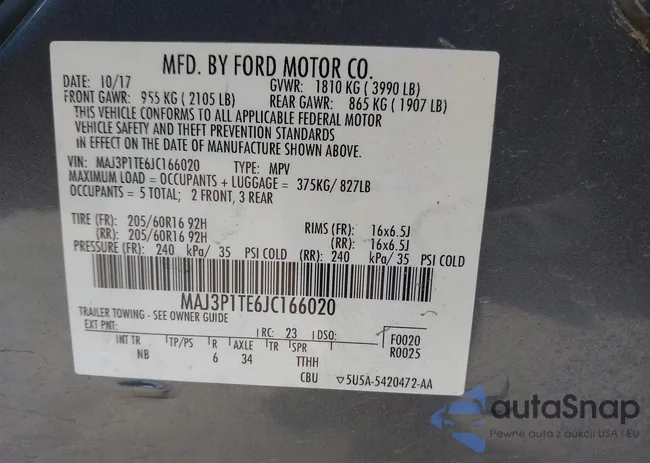 MFD. BY FORD MOTOR CO.
DATE: 10/17 GVWR: 1810 KG ( 3990 LB)
FRONT GAWR: 955 KG ( 2105 LB) REAR GAWR: 865 KG ( 1907 LB)
THIS VEHICLE CONFORMS TO ALL APPLICABLE FEDERAL MOTOR
VEHICLE SAFETY AND THEFT PREVENTION STANDARDS
IN EFFECT ON THE DATE OF MANUFACTURE SHOWN ABOVE.
VIN: MAJ3P1TE6JC166020 TYPE: MPV
MAXIMUM LOAD = OCCUPANTS + LUGGAGE = 375KG/ 827LB
OCCUPANTS = 5 TOTAL; 2 FRONT, 3 REAR
TIRE (FR): 205/60R16 92H RIMS (FR): 16x6.5J
(RR): 205/60R16 92H (RR): 16x6.5J
PRESSURE (FR): 240 kPa/ 35 PSI COLD (RR): 240 kPa/ 35 PSI COLD
MAJ3P1TE6JC166020
TRAILER TOWING - SEE OWNER GUIDE
EXT PNT: RC: 23 DSO: F0020
INT TR TP/PS R AXLE TR SPR R0025
NB 6 34 TTHH
CBU ▽5U5A-5420472-AA
autaSnap
Pewne auta z aukcji USA i EU